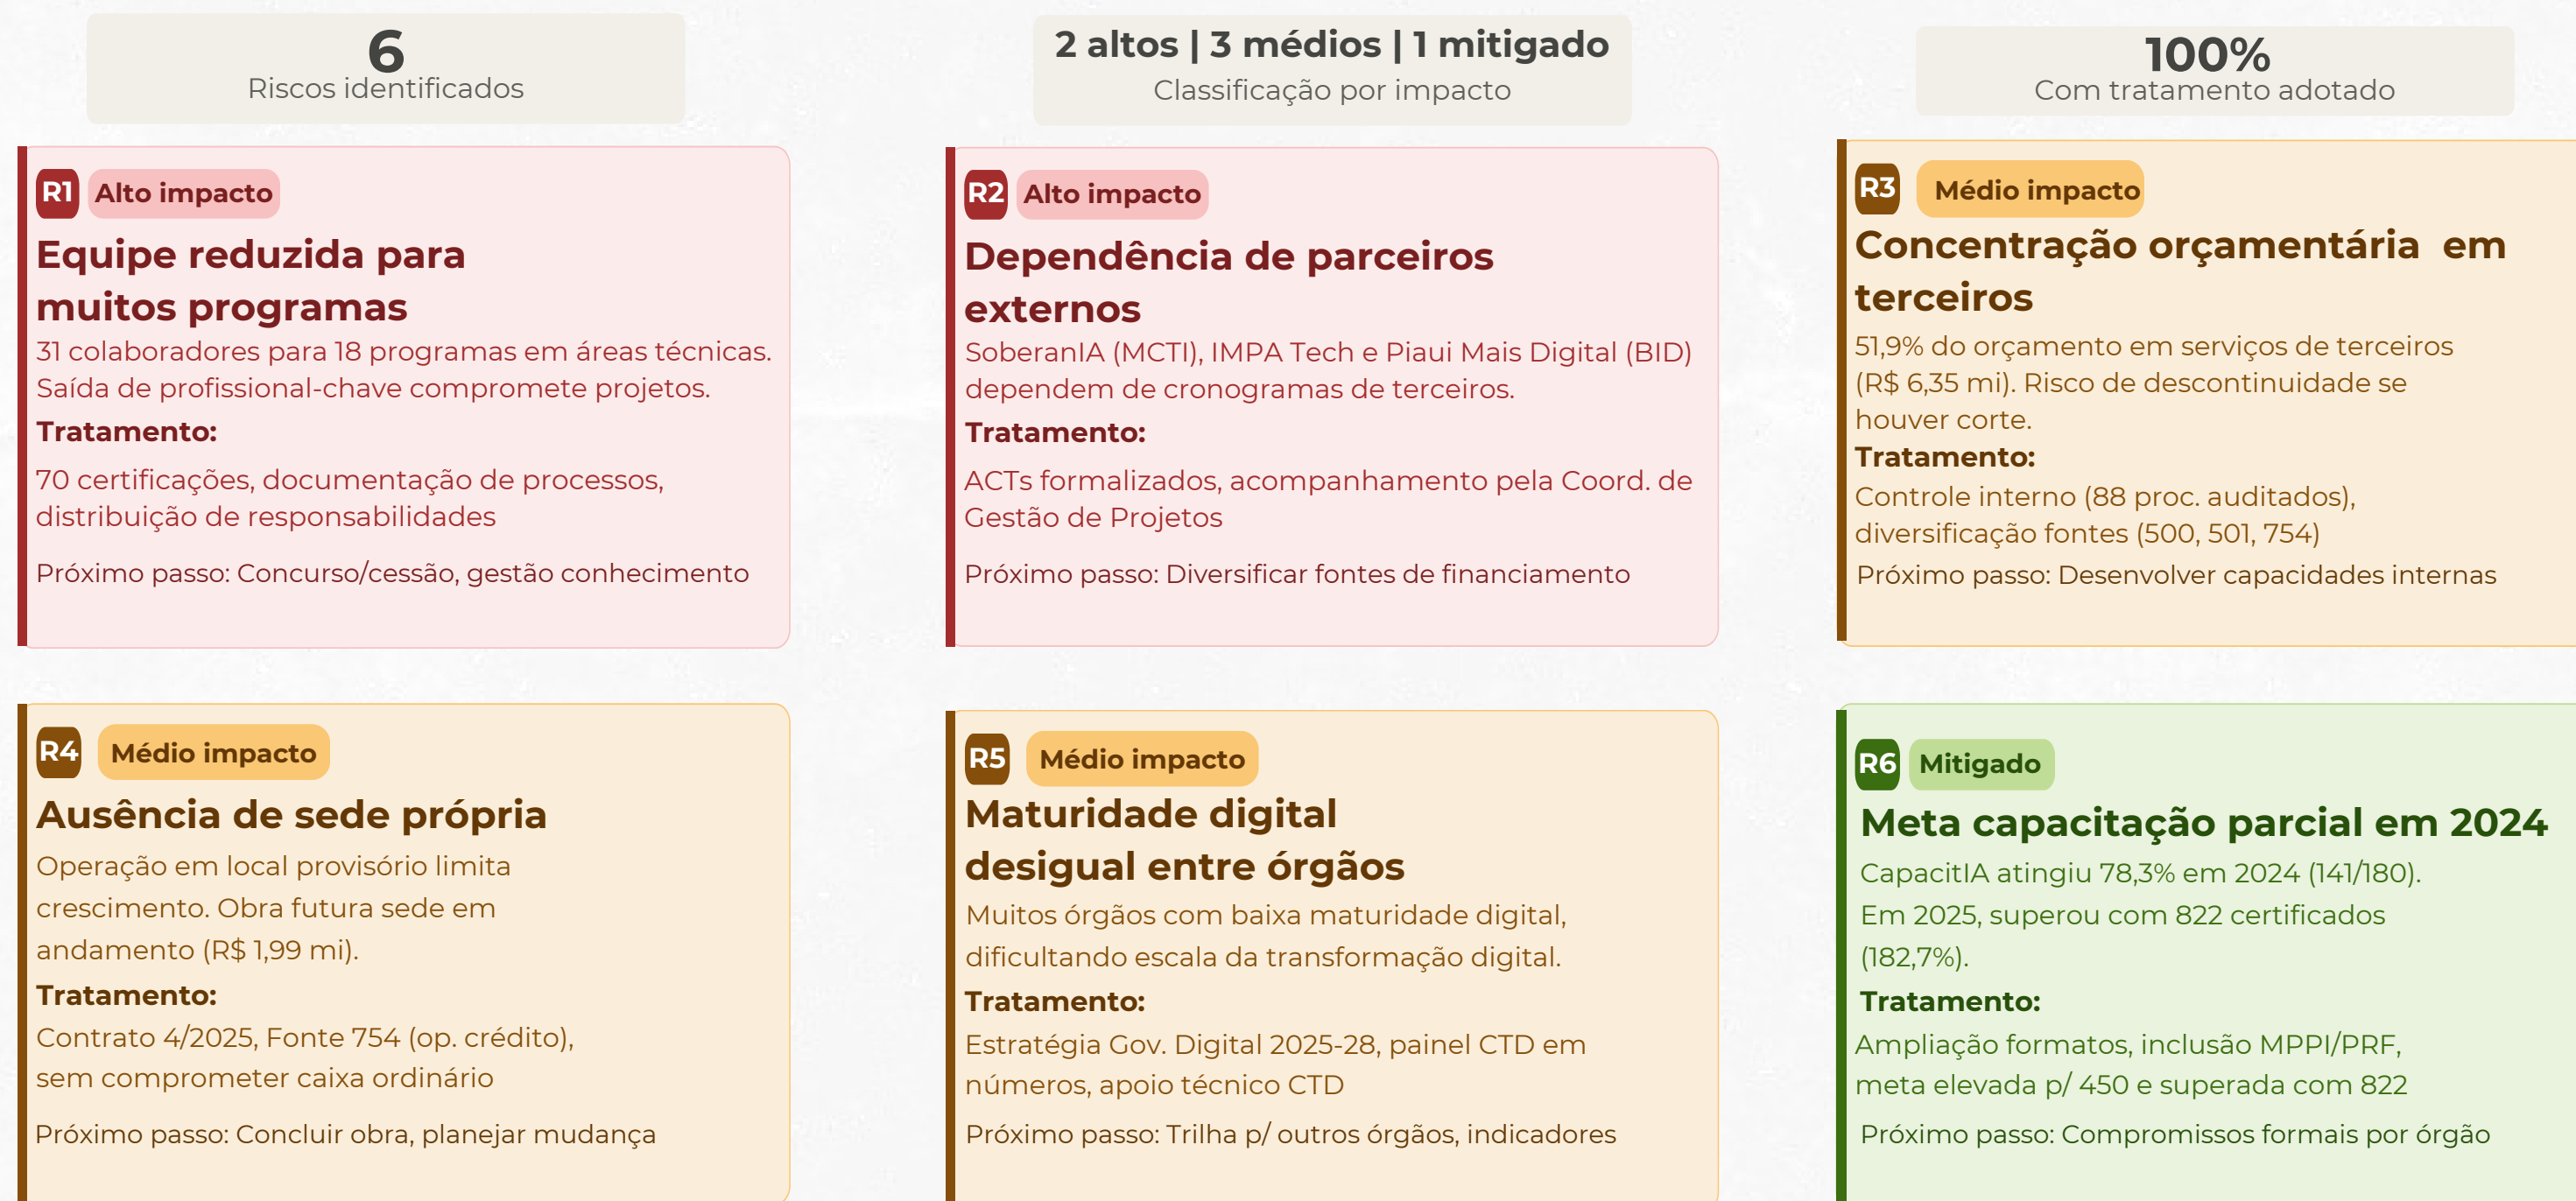 6
Riscos identificados
2 altos | 3 médios | 1 mitigado
Classificação por impacto
100%
Com tratamento adotado
R1
Alto impacto
Equipe reduzida para
muitos programas
31 colaboradores para 18 programas em áreas técnicas.
Saída de profissional-chave compromete projetos.
Tratamento:
70 certificações, documentação de processos,
distribuição de responsabilidades
Próximo passo: Concurso/cessão, gestão conhecimento
R2
Alto impacto
Dependência de parceiros
externos
SoberanIA (MCTI), IMPA Tech e Piaui Mais Digital (BID)
dependem de cronogramas de terceiros.
Tratamento:
ACTs formalizados, acompanhamento pela Coord. de
Gestão de Projetos
Próximo passo: Diversificar fontes de financiamento
R3
Médio impacto
Concentração orçamentária em
terceiros
51,9% do orçamento em serviços de terceiros
(R$ 6,35 mi). Risco de descontinuidade se
houver corte.
Tratamento:
Controle interno (88 proc. auditados),
diversificação fontes (500, 501, 754)
Próximo passo: Desenvolver capacidades internas
R4
Médio impacto
Ausência de sede própria
Operação em local provisório limita
crescimento. Obra futura sede em
andamento (R$ 1,99 mi).
Tratamento:
Contrato 4/2025, Fonte 754 (op. crédito),
sem comprometer caixa ordinário
Próximo passo: Concluir obra, planejar mudança
R5
Médio impacto
Maturidade digital
desigual entre órgãos
Muitos órgãos com baixa maturidade digital,
dificultando escala da transformação digital.
Tratamento:
Estratégia Gov. Digital 2025-28, painel CTD em
números, apoio técnico CTD
Próximo passo: Trilha p/ outros órgãos, indicadores
R6
Mitigado
Meta capacitação parcial em 2024
CapacitIA atingiu 78,3% em 2024 (141/180).
Em 2025, superou com 822 certificados
(182,7%).
Tratamento:
Ampliação formatos, inclusão MPPI/PRF,
meta elevada p/ 450 e superada com 822
Próximo passo: Compromissos formais por órgão